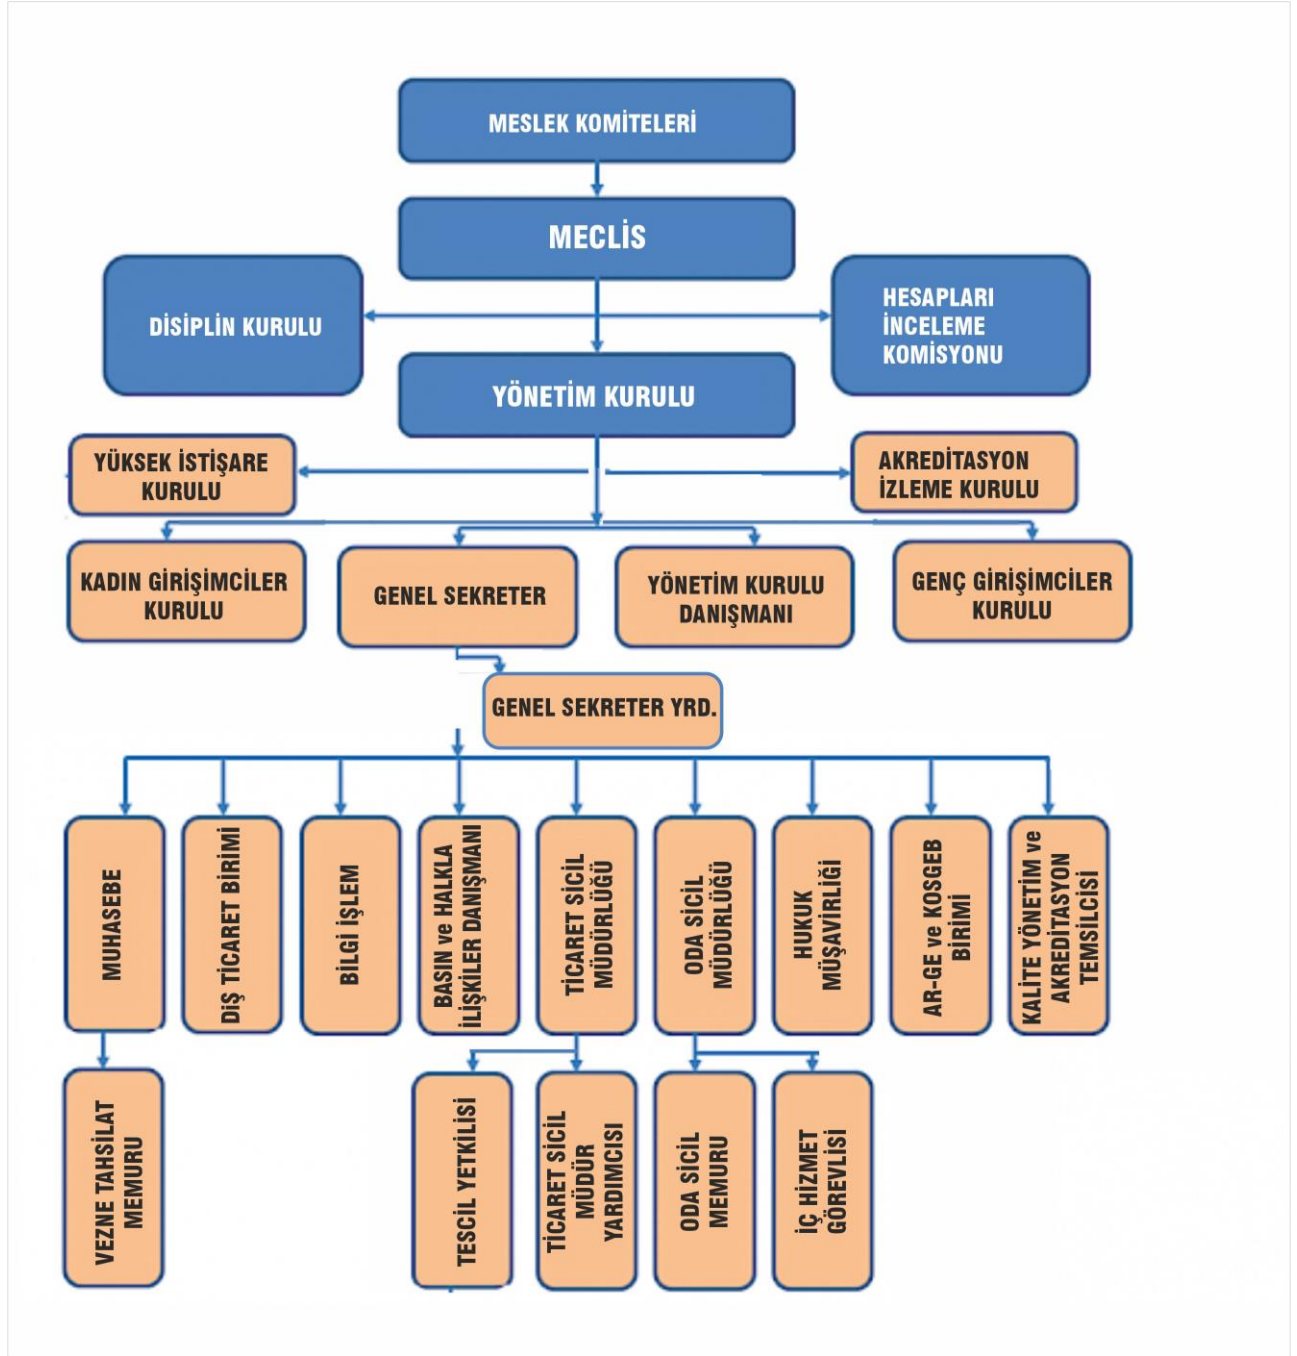 MESLEK KOMİTELERİ
MECLİS
DİSİPLİN KURULU
HESAPLARI
İNCELEME
KOMİSYONU
YÖNETİM KURULU
YÜKSEK İSTİŞARE
KURULU
AKREDİTASYON
İZLEME KURULU
KADIN GİRİŞİMCİLER
KURULU
GENEL SEKRETER
YÖNETİM KURULU
DANIŞMANI
GENÇ GİRİŞİMCİLER
KURULU
GENEL SEKRETER YRD.
MUHASEBE
DİŞ TİCARET BİRİMİ
BİLGİ İŞLEM
BASIN ve HALKLA
İLİŞKİLER DANIŞMANI
TİCARET SİCİL
MÜDÜRLÜĞÜ
ODA SİCİL
MÜDÜRLÜĞÜ
HUKUK
MÜŞAVİRLİĞİ
AR-GE ve KOSGEB
BİRİMİ
KALİTE YÖNETİM ve
AKREDİTASYON
TEMSİLCİSİ
VEZNE TAHSİLAT
MEMURU
TESCİL YETKİLİSİ
TİCARET SİCİL
MÜDÜR
YARDIMCISI
ODA SİCİL
MEMURU
İÇ HİZMET
GÖREVLİSİ